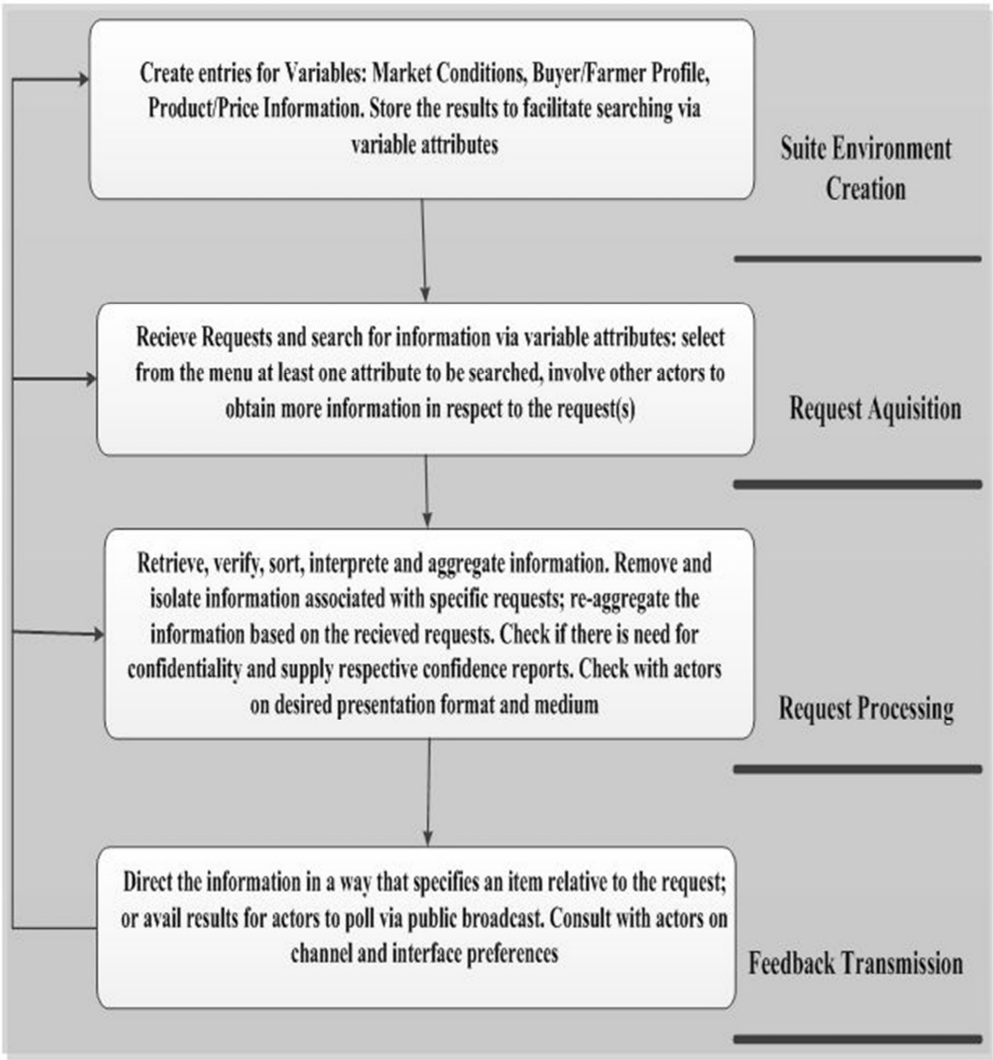 Create entries for Variables: Market Conditions, Buyer/Farmer Profile,
Product/Price Information. Store the results to facilitate searching via
variable attributes
Suite Environment
Creation
Recieve Requests and search for information via variable attributes: select
from the menu at least one attribute to be searched, involve other actors to
obtain more information in respect to the request(s)
Request Aquisition
Retrieve, verify, sort, interprete and aggregate information. Remove and
isolate information associated with specific requests; re-aggregate the
information based on the recieved requests. Check if there is need for
confidentiality and supply respective confidence reports. Check with actors
on desired presentation format and medium
Request Processing
Direct the information in a way that specifies an item relative to the request;
or avail results for actors to poll via public broadcast. Consult with actors on
channel and interface preferences
Feedback Transmission